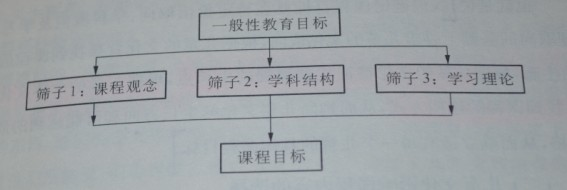 一般性教育目标
筛子1：课程观念
筛子2：学科结构
筛子3：学习理论
课程目标